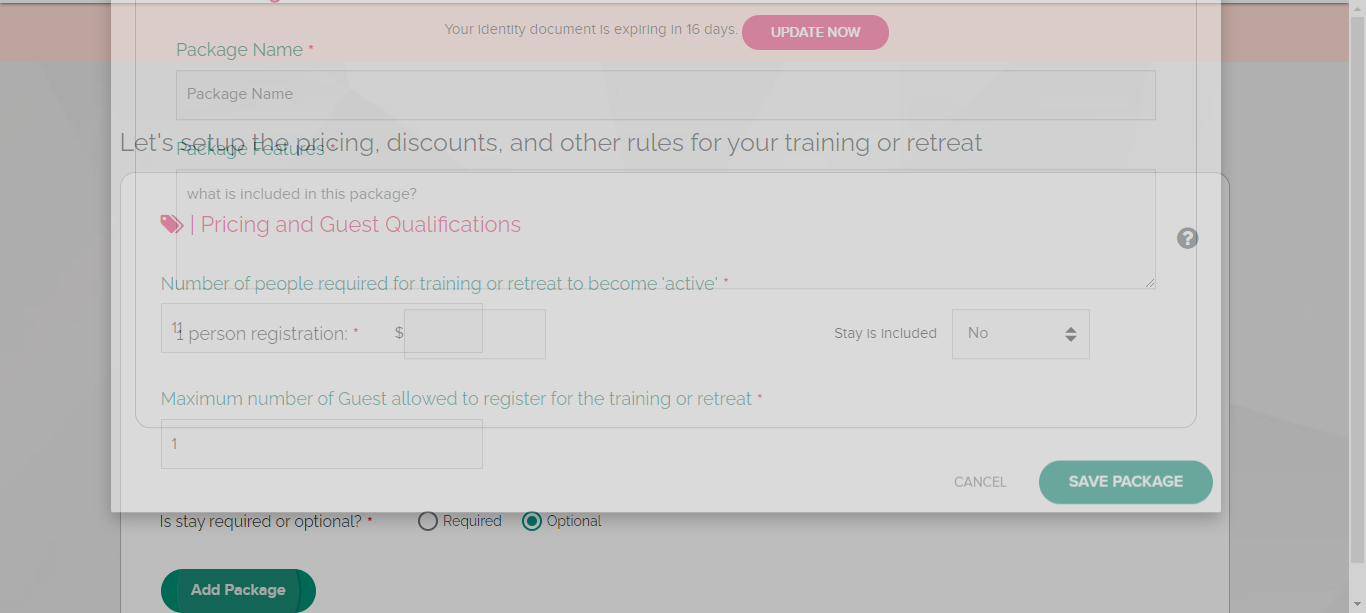 Your identity document is expiring in 16 days. UPDATE NOW
Package Name *
Package Name
Let's setup the pricing, discounts, and other rules for your training or retreat
Package Features *
what is included in this package?
| Pricing and Guest Qualifications
?
Number of people required for training or retreat to become 'active' *
1
1 person registration: * $ Stay is included No
Maximum number of Guest allowed to register for the training or retreat *
1
CANCEL SAVE PACKAGE
Is stay required or optional? * Required Optional
Add Package